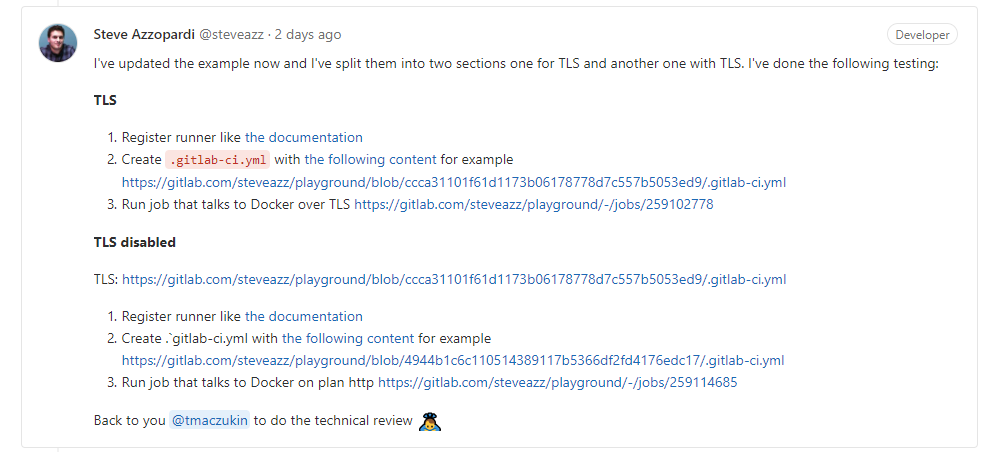 Steve Azzopardi @steveazz · 2 days ago
Developer
I've updated the example now and I've split them into two sections one for TLS and another one with TLS. I've done the following testing:
TLS
1. Register runner like the documentation
2. Create .gitlab-ci.yml with the following content for example
https://gitlab.com/steveazz/playground/blob/ccca31101f61d1173b06178778d7c557b5053ed9/.gitlab-ci.yml
3. Run job that talks to Docker over TLS https://gitlab.com/steveazz/playground/-/jobs/259102778
TLS disabled
TLS: https://gitlab.com/steveazz/playground/blob/ccca31101f61d1173b06178778d7c557b5053ed9/.gitlab-ci.yml
1. Register runner like the documentation
2. Create .`gitlab-ci.yml with the following content for example
https://gitlab.com/steveazz/playground/blob/4944b1c6c110514389117b5366df2fd4176edc17/.gitlab-ci.yml
3. Run job that talks to Docker on plan http https://gitlab.com/steveazz/playground/-/jobs/259114685
Back to you @tmaczukin to do the technical review